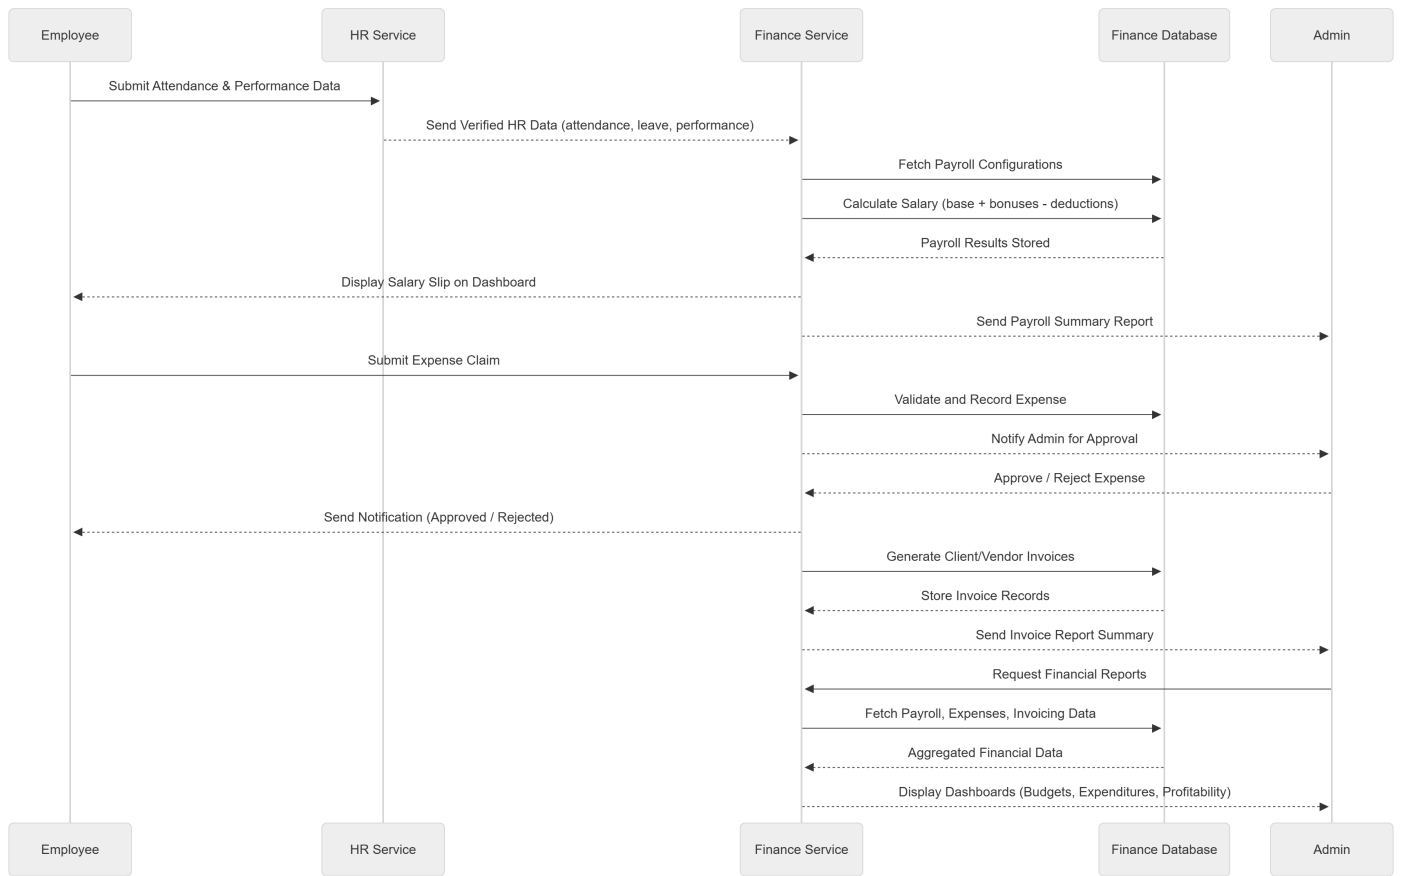 Employee
HR Service
Finance Service
Finance Database
Admin
Submit Attendance & Performance Data
Send Verified HR Data (attendance, leave, performance)
Fetch Payroll Configurations
Calculate Salary (base + bonuses - deductions)
Payroll Results Stored
Display Salary Slip on Dashboard
Send Payroll Summary Report
Submit Expense Claim
Validate and Record Expense
Notify Admin for Approval
Approve / Reject Expense
Send Notification (Approved / Rejected)
Generate Client/Vendor Invoices
Store Invoice Records
Send Invoice Report Summary
Request Financial Reports
Fetch Payroll, Expenses, Invoicing Data
Aggregated Financial Data
Display Dashboards (Budgets, Expenditures, Profitability)
Employee
HR Service
Finance Service
Finance Database
Admin